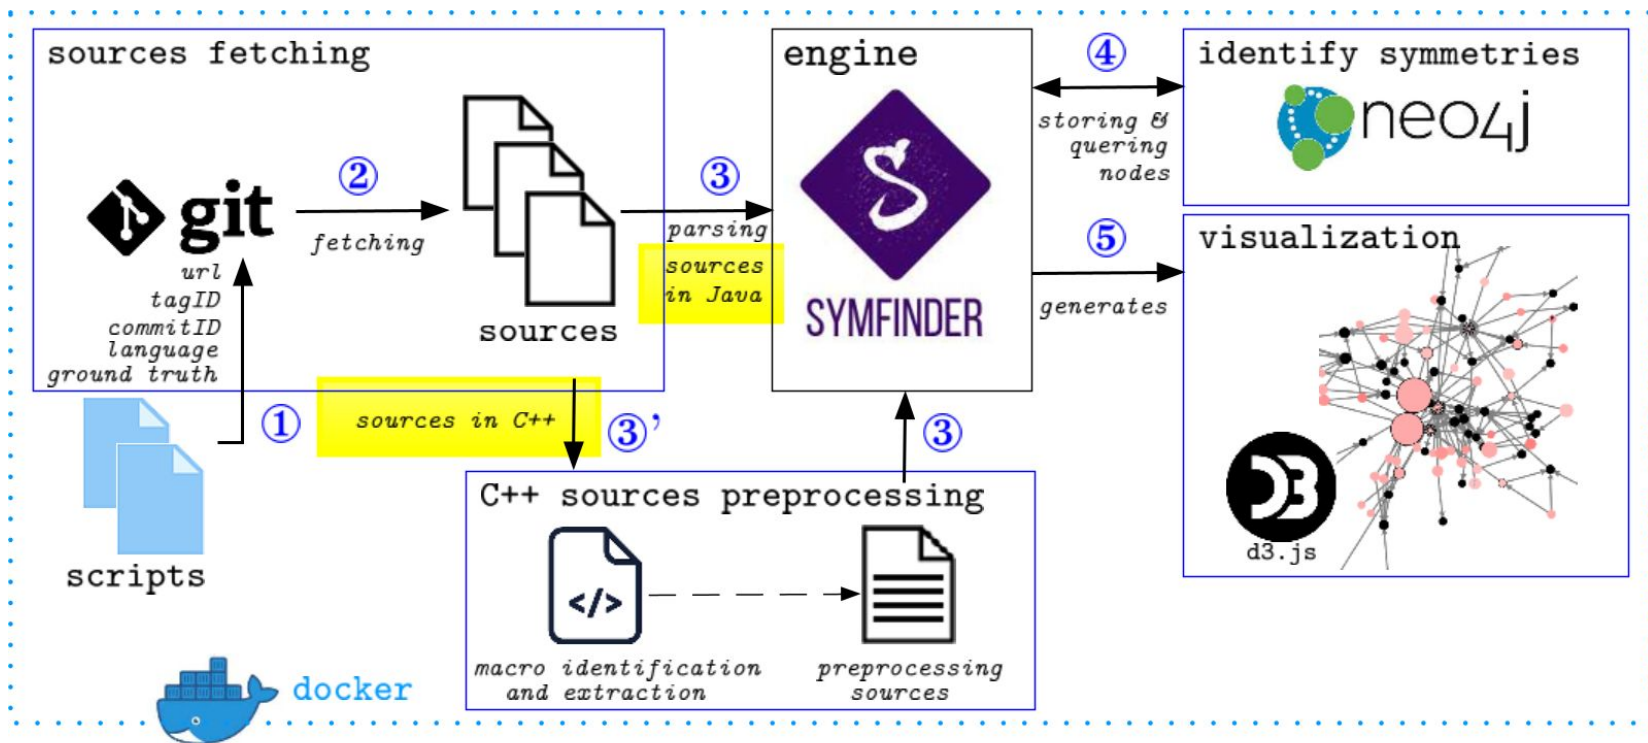 sources fetching
git
url
tagID
commitID
language
ground truth
②
fetching
sources
③
parsing
sources
in Java
engine
SYMFINDER
④
storing &
quering
nodes
identify symmetries
neo4j
⑤
generates
visualization
D3
d3.js
scripts
①
sources in C++
③'
③
C++ sources preprocessing
</>
macro identification
and extraction
preprocessing
sources
docker